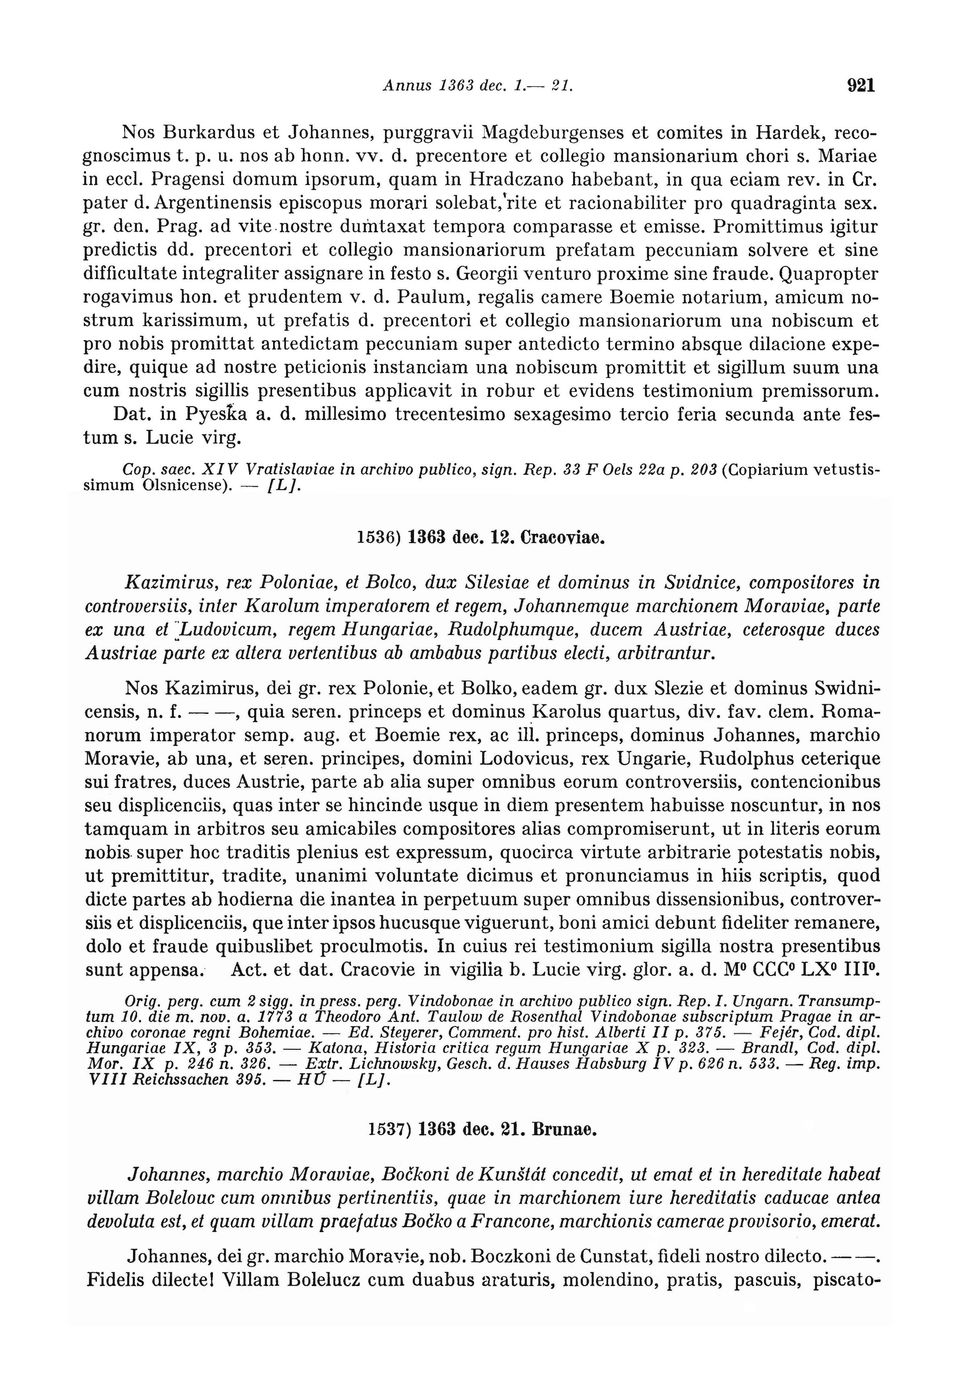 Annus 1363 dec. 1.— 21. 921
Nos Burkardus et Johannes, purggravii Magdeburgenses et comites in Hardek, reco-
gnoscimus t. p. u. nos ab honn. vv. d. precentore et collegio mansionarium chori s. Mariae
in eccl. Pragensi domum ipsorum, quam in Hradczano habebant, in qua eciam rev. in Cr.
pater d. Argentinensis episcopus morari solebat, rite et racionabiliter pro quadraginta sex.
gr. den. Prag. ad vite nostre dumtaxat tempora comparasse et emisse. Promittimus igitur
predictis dd. precentori et collegio mansionariorum prefatam peccuniam solvere et sine
difficultate integraliter assignare in festo s. Georgii venturo proxime sine fraude. Quapropter
rogavimus hon. et prudentem v. d. Paulum, regalis camere Boemie notarium, amicum no-
strum karissimum, ut prefatis d. precentori et collegio mansionariorum una nobiscum et
pro nobis promittat antedictam peccuniam super antedicto termino absque dilacione expe-
dire, quique ad nostre peticionis instanciam una nobiscum promittit et sigillum suum una
cum nostris sigillis presentibus applicavit in robur et evidens testimonium premissorum.
Dat. in Pyeska a. d. millesimo trecentesimo sexagesimo tercio feria secunda ante fes-
tum s. Lucie virg.
Cop. saec. XIV Vratislaviae in archivo publico, sign. Rep. 33 F Oels 22a p. 203 (Copiarium vetustis-
simum Olsnicense). — [L].
1536) 1363 dec. 12. Cracoviae.
Kazimirus, rex Poloniae, et Bolco, dux Silesiae et dominus in Svidnice, compositores in
controversiis, inter Karolum imperatorem et regem, Johannemque marchionem Moraviae, parte
ex una et Ludovicum, regem Hungariae, Rudolphumque, ducem Austriae, ceterosque duces
Austriae parte ex altera vertentibus ab ambabus partibus electi, arbitrantur.
Nos Kazimirus, dei gr. rex Polonie, et Bolko, eadem gr. dux Slezie et dominus Swidni-
censis, n. f. — —, quia seren. princeps et dominus Karolus quartus, div. fav. clem. Roma-
norum imperator semp. aug. et Boemie rex, ac ill. princeps, dominus Johannes, marchio
Moravie, ab una, et seren. principes, domini Lodovicus, rex Ungarie, Rudolphus ceterique
sui fratres, duces Austrie, parte ab alia super omnibus eorum controversiis, contencionibus
seu displicenciis, quas inter se hincinde usque in diem presentem habuisse noscuntur, in nos
tamquam in arbitros seu amicabiles compositores alias compromiserunt, ut in literis eorum
nobis super hoc traditis plenius est expressum, quocirca virtute arbitrarie potestatis nobis,
ut premittitur, tradite, unanimi voluntate dicimus et pronunciamus in hiis scriptis, quod
dicte partes ab hodierna die inantea in perpetuum super omnibus dissensionibus, controver-
siis et displicenciis, que inter ipsos hucusque viguerunt, boni amici debunt fideliter remanere,
dolo et fraude quibuslibet proculmotis. In cuius rei testimonium sigilla nostra presentibus
sunt appensa. Act. et dat. Cracovie in vigilia b. Lucie virg. glor. a. d. Mº CCCº LXº IIIº.
Orig. perg. cum 2 sigg. in press. perg. Vindobonae in archivo publico sign. Rep. I. Ungarn. Transump-
tum 10. die m. nov. a. 1773 a Theodoro Ant. Taulow de Rosenthal Vindobonae subscriptum Pragae in ar-
chivo coronae regni Bohemiae. — Ed. Steyerer, Comment. pro hist. Alberti II p. 375. — Fejér, Cod. dipl.
Hungariae IX, 3 p. 353. — Katona, Historia critica regum Hungariae X p. 323. — Brandl, Cod. dipl.
Mor. IX p. 246 n. 326. — Extr. Lichnowsky, Gesch. d. Hauses Habsburg IV p. 626 n. 533. — Reg. imp.
VIII Reichssachen 395. — HÚ — [L].
1537) 1363 dec. 21. Brunae.
Johannes, marchio Moraviae, Bočkoni de Kunštát concedit, ut emat et in hereditate habeat
villam Bolelouc cum omnibus pertinentiis, quae in marchionem iure hereditatis caducae antea
devoluta est, et quam villam praefatus Bočko a Francone, marchionis camerae provisorio, emerat.
Johannes, dei gr. marchio Moravie, nob. Boczkoni de Cunstat, fideli nostro dilecto. — —.
Fidelis dilecte! Villam Bolelucz cum duabus araturis, molendino, pratis, pascuis, piscato-